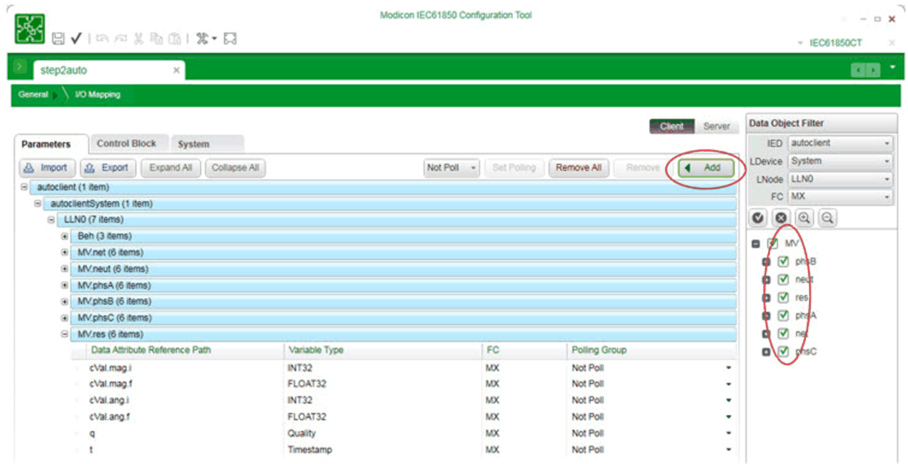 Modicon IEC61850 Configuration Tool
IEC61850CT
step2auto
General I/O Mapping
Client Server
Data Object Filter
Parameters Control Block System
IED autoclient
Import Export Expand All Collapse All Not Poll Set Polling Remove All Remove Add
LDevice System
LNode LLN0
FC MX
autoclient (1 item)
autoclientSystem (1 item)
LLN0 (7 items)
Beh (3 items)
MV.net (6 items)
MV.neut (6 items)
MV.phsA (6 items)
MV.phsB (6 items)
MV.phsC (6 items)
MV.res (6 items)
Data Attribute Reference Path Variable Type FC Polling Group
cVal.mag.i INT32 MX Not Poll
cVal.mag.f FLOAT32 MX Not Poll
cVal.ang.i INT32 MX Not Poll
cVal.ang.f FLOAT32 MX Not Poll
q Quality MX Not Poll
t Timestamp MX Not Poll
MV
phsB
neut
res
phsA
net
phsC